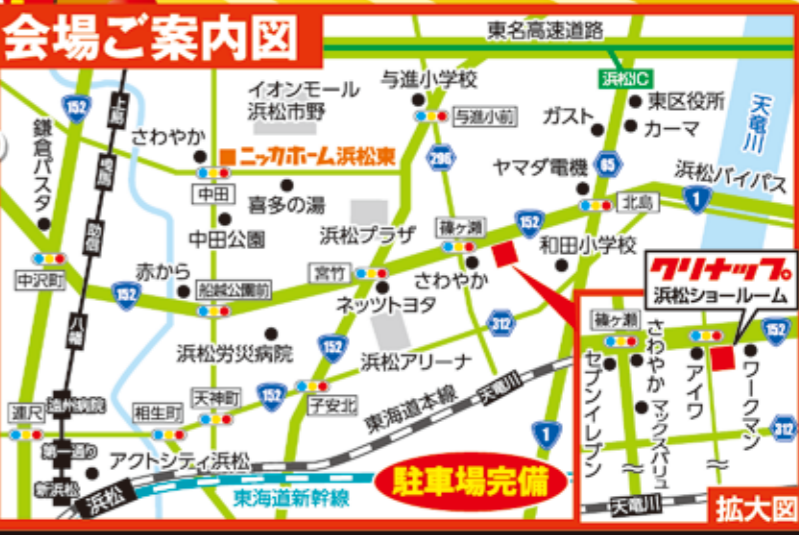 会場ご案内図
東名高速道路
浜松IC
与進小学校
イオンモール
浜松市野
152
上島
鎌倉パスタ
さわやか
ニッカホーム浜松東
与進小前
ガスト
東区役所
カーマ
天竜川
296
65
ヤマダ電機
浜松バイパス
1
中田
喜多の湯
中田公園
曳馬
助信
浜松プラザ
篠ヶ瀬
152
北島
和田小学校
中沢町
152
赤から
船越公園前
宮竹
さわやか
ネッツトヨタ
クリナップ
浜松ショールーム
八幡
浜松労災病院
152
浜松アリーナ
312
遠州病院
連尺
相生町
天神町
152
子安北
東海道本線
天竜川
第一通り
新浜松
アクトシティ浜松
浜松
東海道新幹線
駐車場完備
1
篠ヶ瀬
152
セブンイレブン
さわやか
マックスバリュ
アイワ
ワークマン
312
天竜川
拡大図